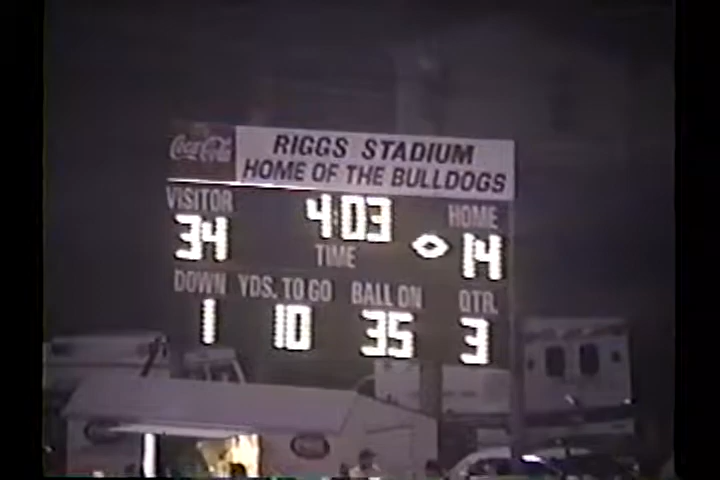 Coca-Cola
RIGGS STADIUM
HOME OF THE BULLDOGS
VISITOR 4:03 HOME
34 TIME 14
DOWN YDS. TO GO BALL ON QTR.
1 10 35 3